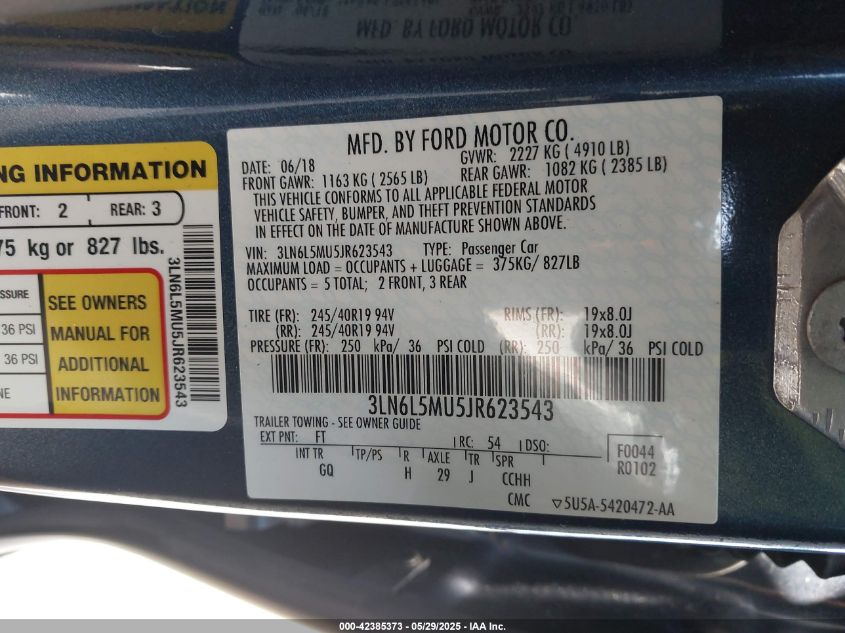 MFD. BY FORD MOTOR CO
NG INFORMATION
FRONT: 2 REAR: 3
75 kg or 827 lbs.
SSURE
36 PSI
36 PSI
NE
SEE OWNERS
MANUAL FOR
ADDITIONAL
INFORMATION
3LN6L5MU5JR623543
MFD. BY FORD MOTOR CO.
DATE: 06/18 GVWR: 2227 KG ( 4910 LB)
FRONT GAWR: 1163 KG ( 2565 LB) REAR GAWR: 1082 KG ( 2385 LB)
THIS VEHICLE CONFORMS TO ALL APPLICABLE FEDERAL MOTOR
VEHICLE SAFETY, BUMPER, AND THEFT PREVENTION STANDARDS
IN EFFECT ON THE DATE OF MANUFACTURE SHOWN ABOVE.
VIN: 3LN6L5MU5JR623543 TYPE: Passenger Car
MAXIMUM LOAD = OCCUPANTS + LUGGAGE = 375KG/ 827LB
OCCUPANTS = 5 TOTAL; 2 FRONT, 3 REAR
TIRE (FR): 245/40R19 94V RIMS (FR): 19x8.0J
(RR): 245/40R19 94V (RR): 19x8.0J
PRESSURE (FR): 250 kPa/ 36 PSI COLD (RR): 250 kPa/ 36 PSI COLD
3LN6L5MU5JR623543
TRAILER TOWING - SEE OWNER GUIDE
EXT PNT: FT RC: 54 DSO:
INT TR TP/PS R AXLE TR SPR
GQ H 29 J CCHH
F0044
R0102
CMC ▽5U5A-5420472-AA
000-42385373 - 05/29/2025 - IAA Inc.